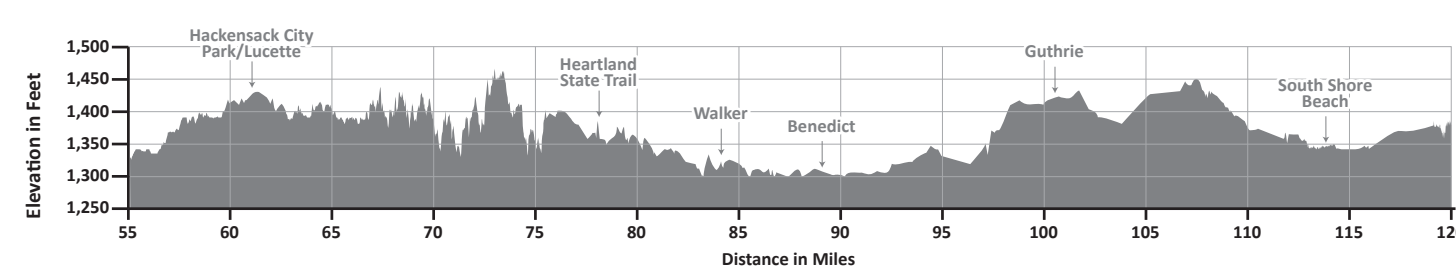 Hackensack City
Park/Lucette
Heartland
State Trail
Walker
Benedict
Guthrie
South Shore
Beach
Elevation in Feet
1,500
1,450
1,400
1,350
1,300
1,250
55 60 65 70 75 80 85 90 95 100 105 110 115 12
Distance in Miles